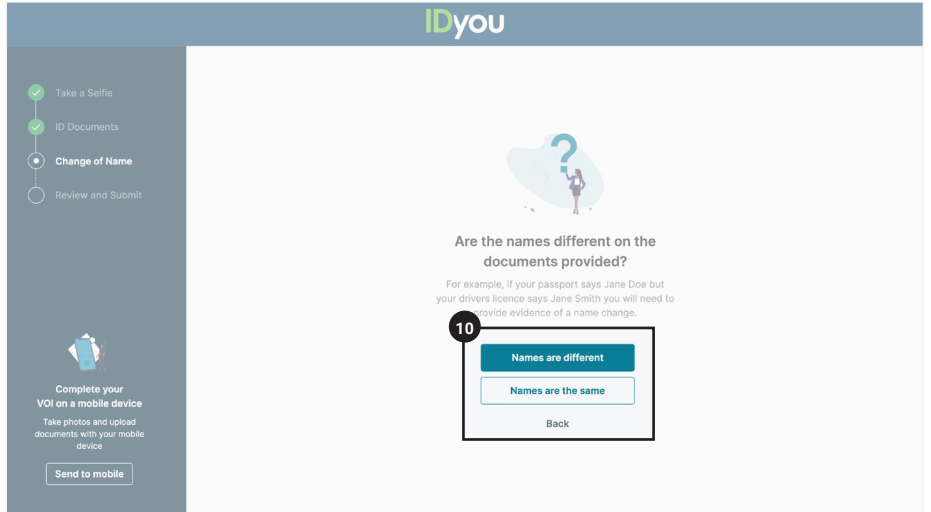 IDyou
Take a Selfie
ID Documents
Change of Name
Review and Submit
?
Are the names different on the
documents provided?
For example, if your passport says Jane Doe but
your drivers licence says Jane Smith you will need to
provide evidence of a name change.
10
Names are different
Names are the same
Back
Complete your
VOI on a mobile device
Take photos and upload
documents with your mobile
device
Send to mobile